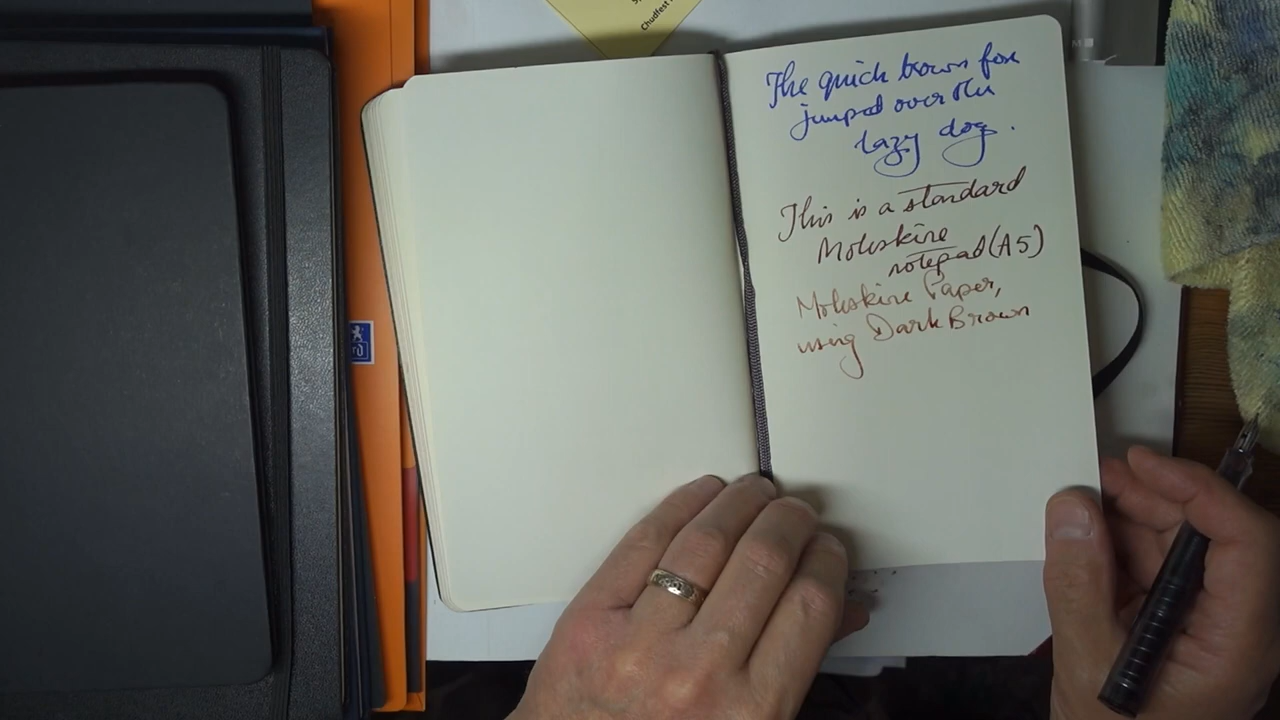 Chudfest
The quick brown fox
jumped over the
lazy dog.
This is a standard
Moleskine
notepad (A5)
Moleskine Paper,
using Dark Brown